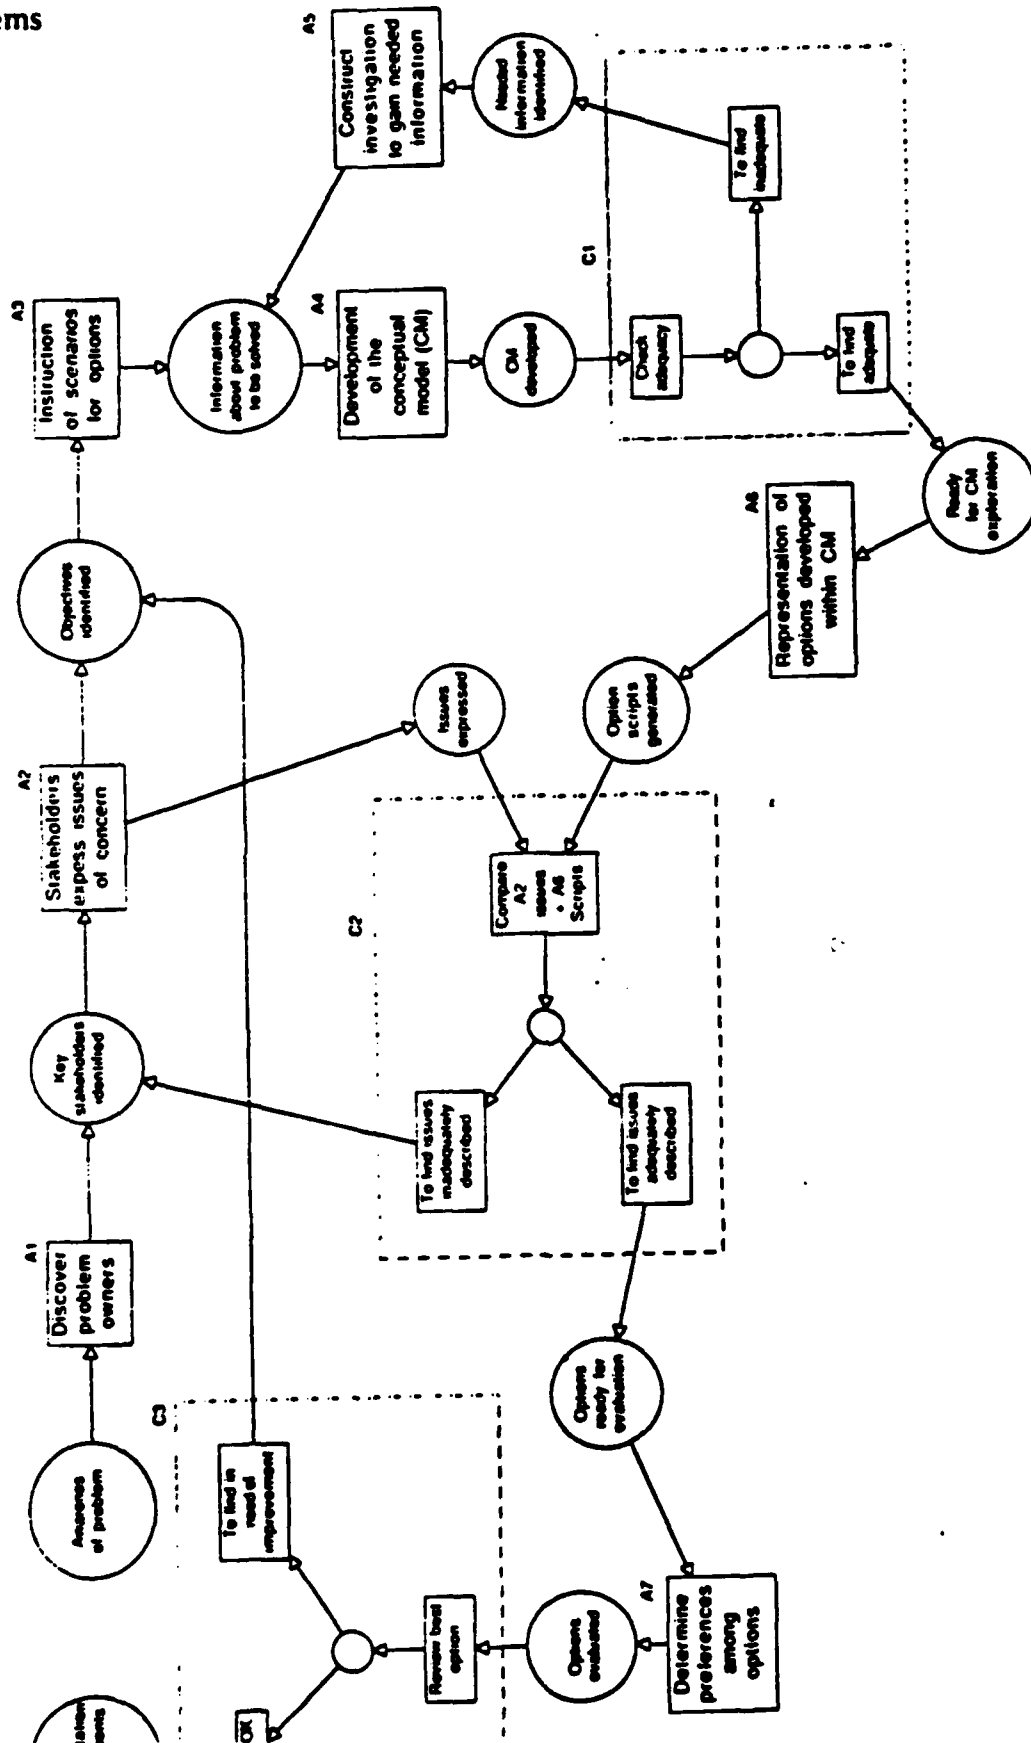 ems
Awareness
of problem
A1
Discover
problem
owners
Key
stakeholders
identified
A2
Stakeholders
expess issues
of concern
Objectives
identified
A3
Instruction
of scenarios
for options
Information
about problem
to be solved
A4
Development
of the
conceptual
model (CM)
CM
developed
A5
Construct
investigation
to gain needed
information
Needed
information
identified
C1
Check
adequacy
To find
inadequate
To find
adequate
Ready
for CM
exploration
A6
Representation of
options developed
within CM
Option
scripts
generated
Issues
expressed
C2
Compare
A2
issues
+ A6
Scripts
To find issues
inadequately
described
To find issues
adequately
described
Options
ready for
evaluation
A7
Determine
preferences
among
options
Options
evaluated
C3
Review best
option
To find in
need of
improvement
OK
ents